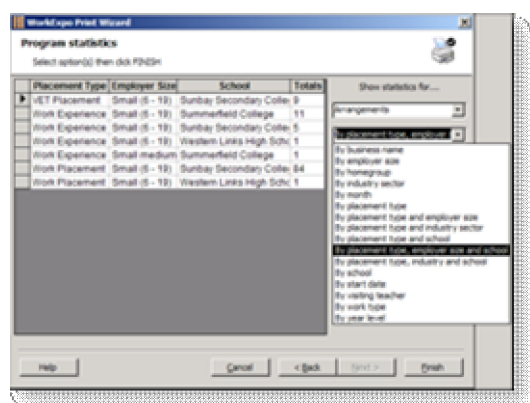 WorkExpo Print Wizard
Program statistics
Select option(s) then click FINISH
Placement Type Employer Size School Totals
VET Placement Small (6 - 19) Sunbay Secondary Colle 9
Work Experience Small (6 - 19) Summerfield College 11
Work Experience Small (6 - 19) Sunbay Secondary Colle 5
Work Experience Small (6 - 19) Western Links High Scho 1
Work Experience Small medium Summerfield College 1
Work Placement Small (6 - 19) Sunbay Secondary Colle 84
Work Placement Small (6 - 19) Western Links High Scho 1
Show statistics for....
Arrangements
By placement type, employer
By business name
By employer size
By homegroup
By industry sector
By month
By placement type
By placement type and employer size
By placement type and industry sector
By placement type and school
By placement type, employer size and school
By placement type, industry and school
By school
By start date
By visiting teacher
By work type
By year level
Help
Cancel
< Back
Next >
Finish